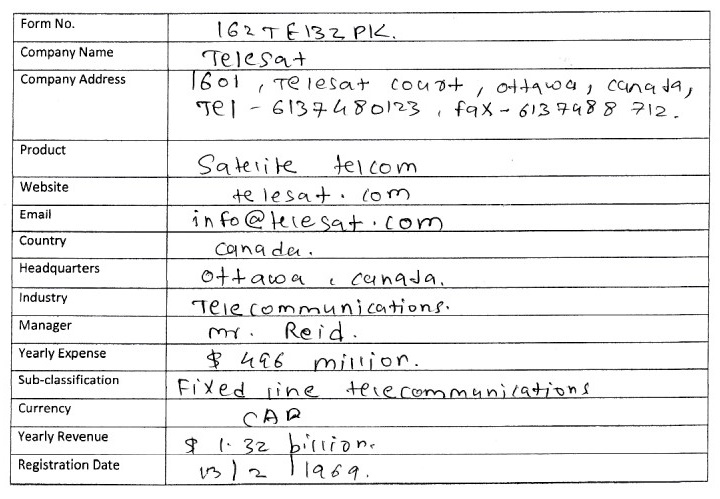 Form No. 162TE132PK.
Company Name Telesat
Company Address 1601, Telesat court, ottawa, canada,
Tel - 6137480123, fax - 6137488712.
Product Satelite telcom
Website telesat.com
Email info@telesat.com
Country canada.
Headquarters Ottawa, canada.
Industry Telecommunications.
Manager mr. Reid.
Yearly Expense $ 496 million.
Sub-classification Fixed line telecommunications
Currency CAD
Yearly Revenue $ 1.32 billion.
Registration Date / 2 / 1969.